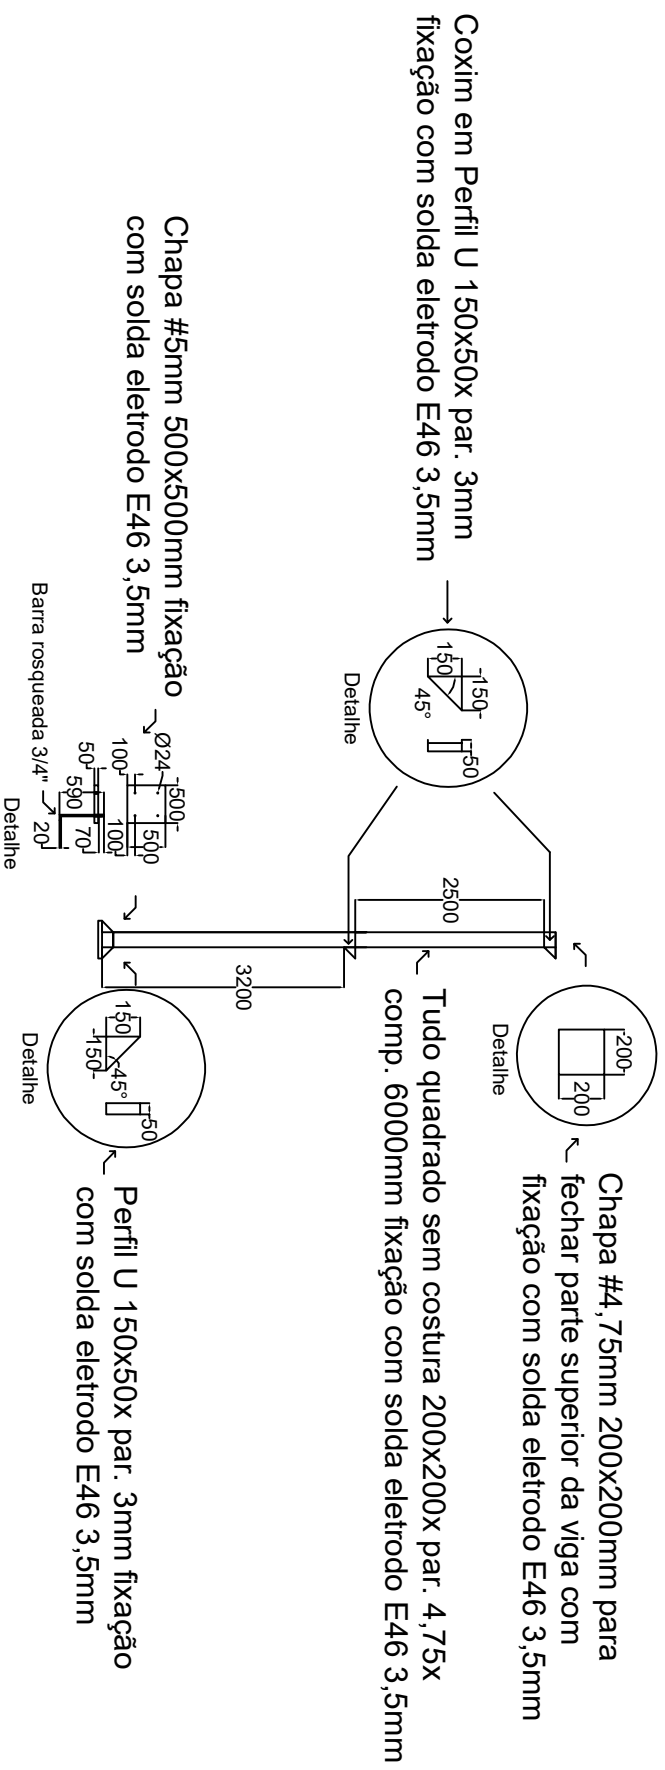 Coxim em Perfil U 150x50x par. 3mm
fixação com solda eletrodo E46 3,5mm
150
150
45°
50
Detalhe
Chapa #5mm 500x500mm fixação
com solda eletrodo E46 3,5mm
Ø24
500
100
500
100
50
590
70
20
Barra rosqueada 3/4"
Detalhe
2500
3200
200
200
Detalhe
Chapa #4,75mm 200x200mm para
fechar parte superior da viga com
fixação com solda eletrodo E46 3,5mm
Tudo quadrado sem costura 200x200x par. 4,75x
comp. 6000mm fixação com solda eletrodo E46 3,5mm
150
150
45°
50
Detalhe
Perfil U 150x50x par. 3mm fixação
com solda eletrodo E46 3,5mm